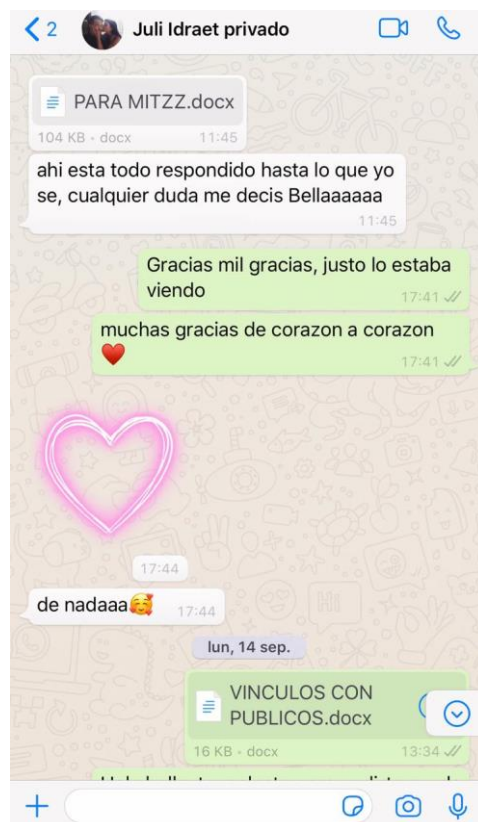 2
Juli Idraet privado
PARA MITZZ.docx
104 KB - docx
11:45
ahi esta todo respondido hasta lo que yo
se, cualquier duda me decis Bellaaaaaa
11:45
Gracias mil gracias, justo lo estaba
viendo
17:41
muchas gracias de corazon a corazon
❤️
17:41
17:44
de nadaaa🥰
17:44
lun, 14 sep.
VINCULOS CON
PUBLICOS.docx
16 KB - docx
13:34